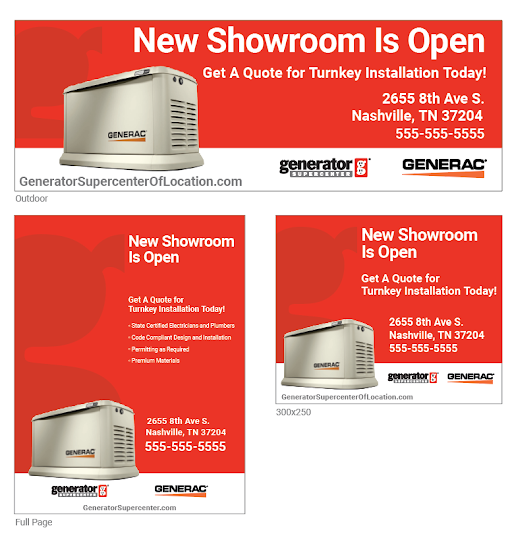 New Showroom Is Open
Get A Quote for Turnkey Installation Today!
2655 8th Ave S.
Nashville, TN 37204
555-555-5555
GENERAC
generator
SUPERCENTER
GENERAC
GeneratorSupercenterOfLocation.com
Outdoor
New Showroom
Is Open
Get A Quote for
Turnkey Installation Today!
- State Certified Electricians and Plumbers
- Code Compliant Design and Installation
- Permitting as Required
- Premium Materials
GENERAC
2655 8th Ave S.
Nashville, TN 37204
555-555-5555
generator
SUPERCENTER
GENERAC
GeneratorSupercenter.com
Full Page
New Showroom
Is Open
Get A Quote for
Turnkey Installation Today!
2655 8th Ave S.
Nashville, TN 37204
555-555-5555
GENERAC
generator
SUPERCENTER
GENERAC
GeneratorSupercenterOfLocation.com
300x250